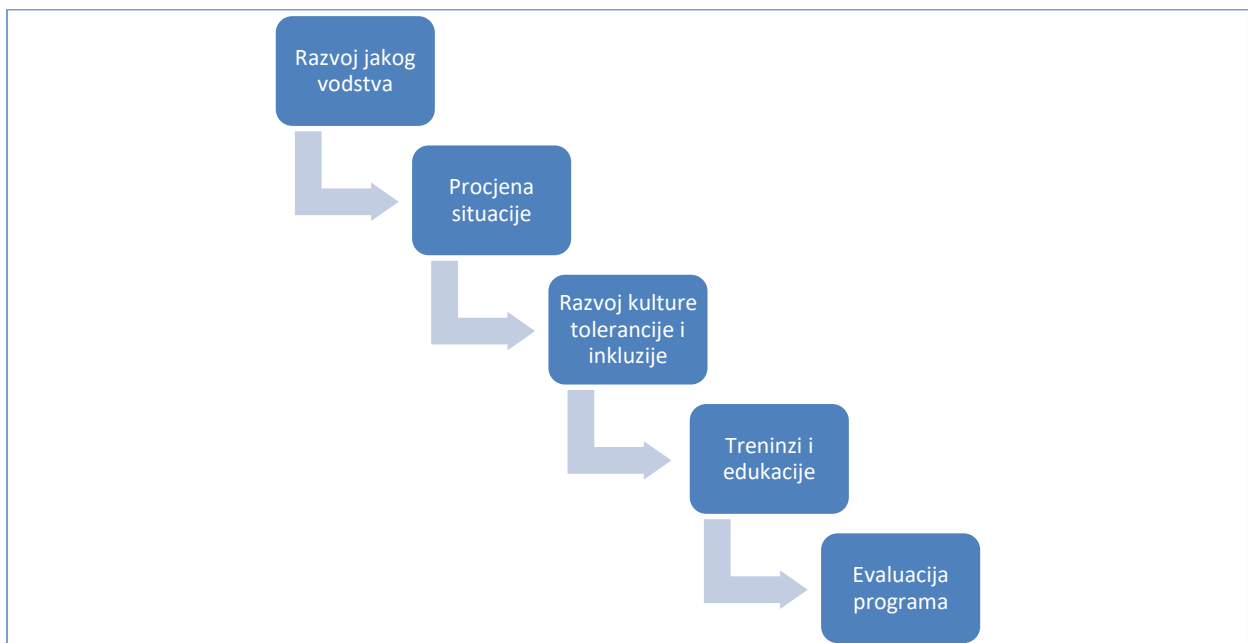 Razvoj jakog
vodstva
Procjena
situacije
Razvoj kulture
tolerancije i
inkluzije
Treninzi i
edukacije
Evaluacija
programa